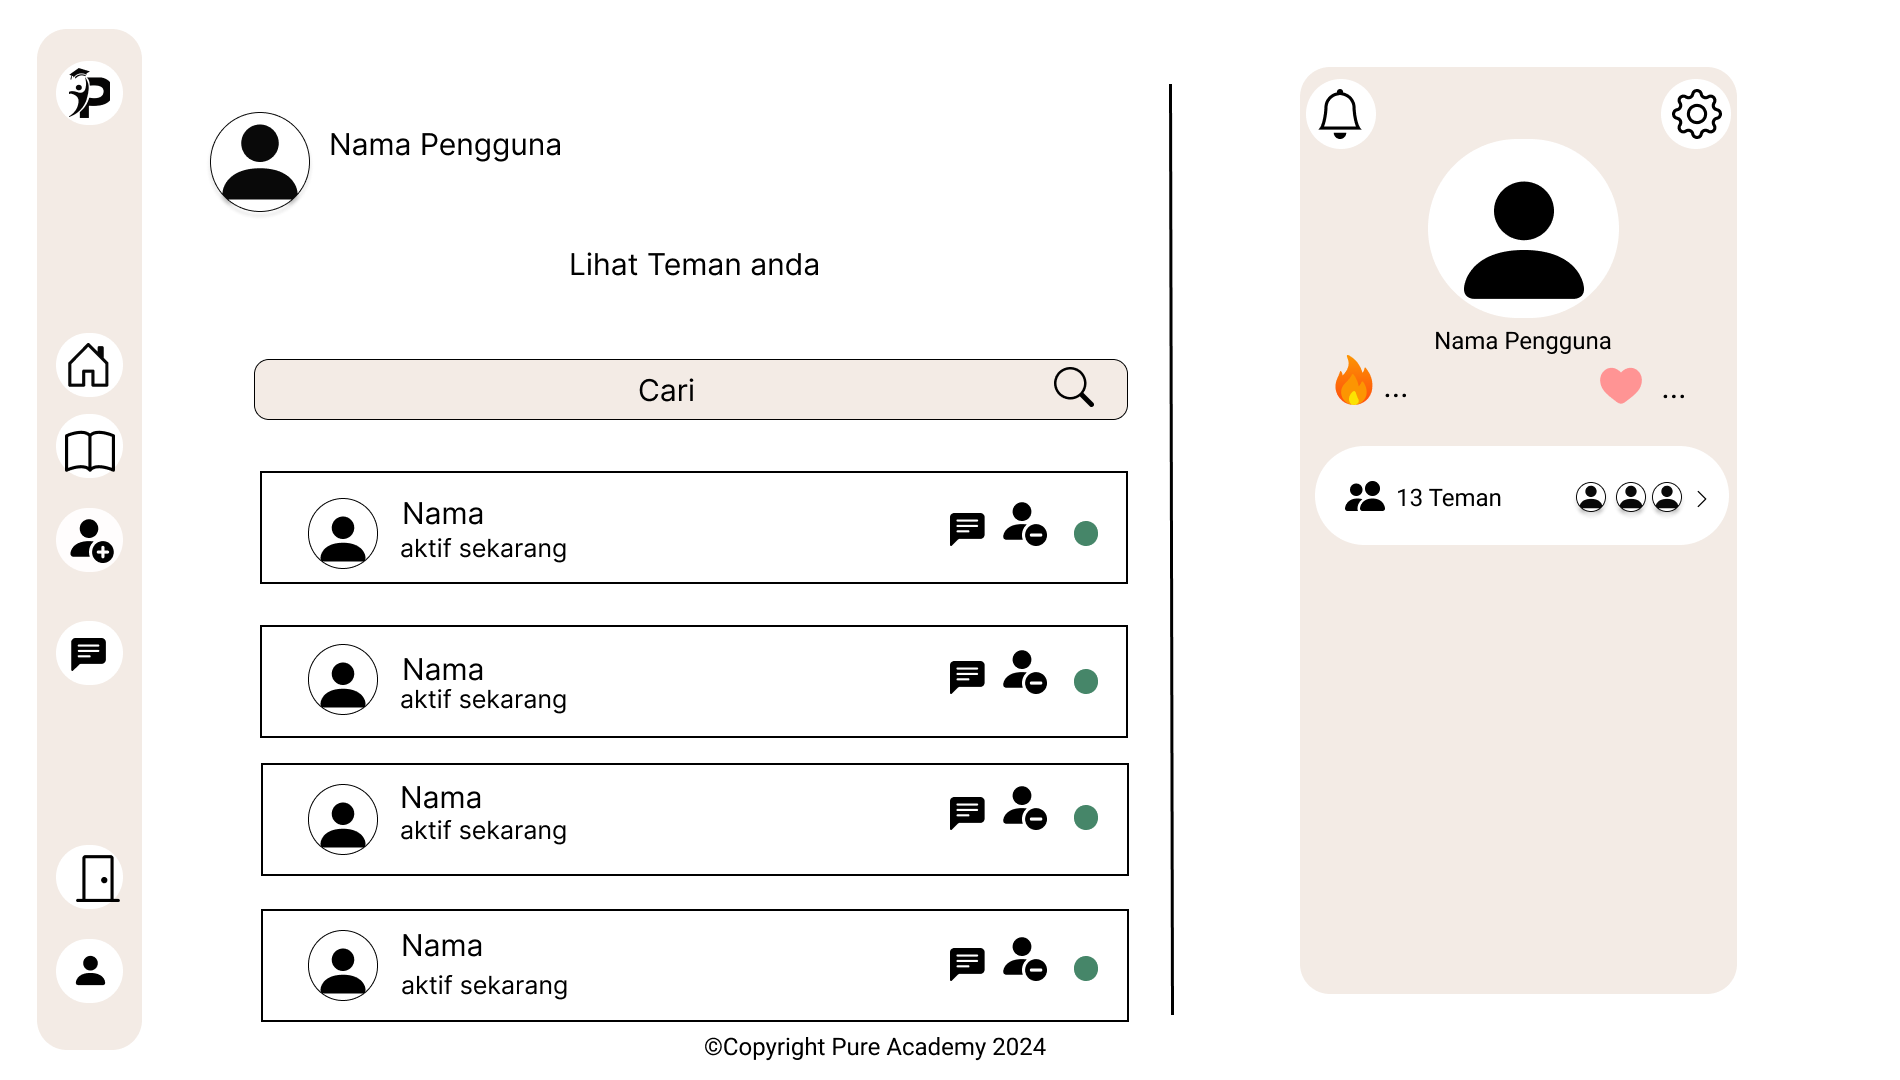 Nama Pengguna
Lihat Teman anda
Cari
Nama
aktif sekarang
Nama
aktif sekarang
Nama
aktif sekarang
Nama
aktif sekarang
©Copyright Pure Academy 2024
Nama Pengguna
... ...
13 Teman